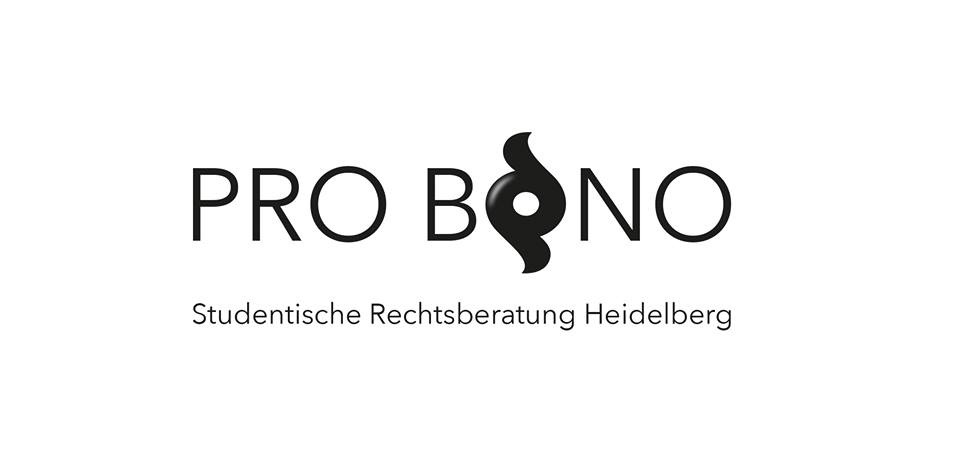 PRO BONO
Studentische Rechtsberatung Heidelberg